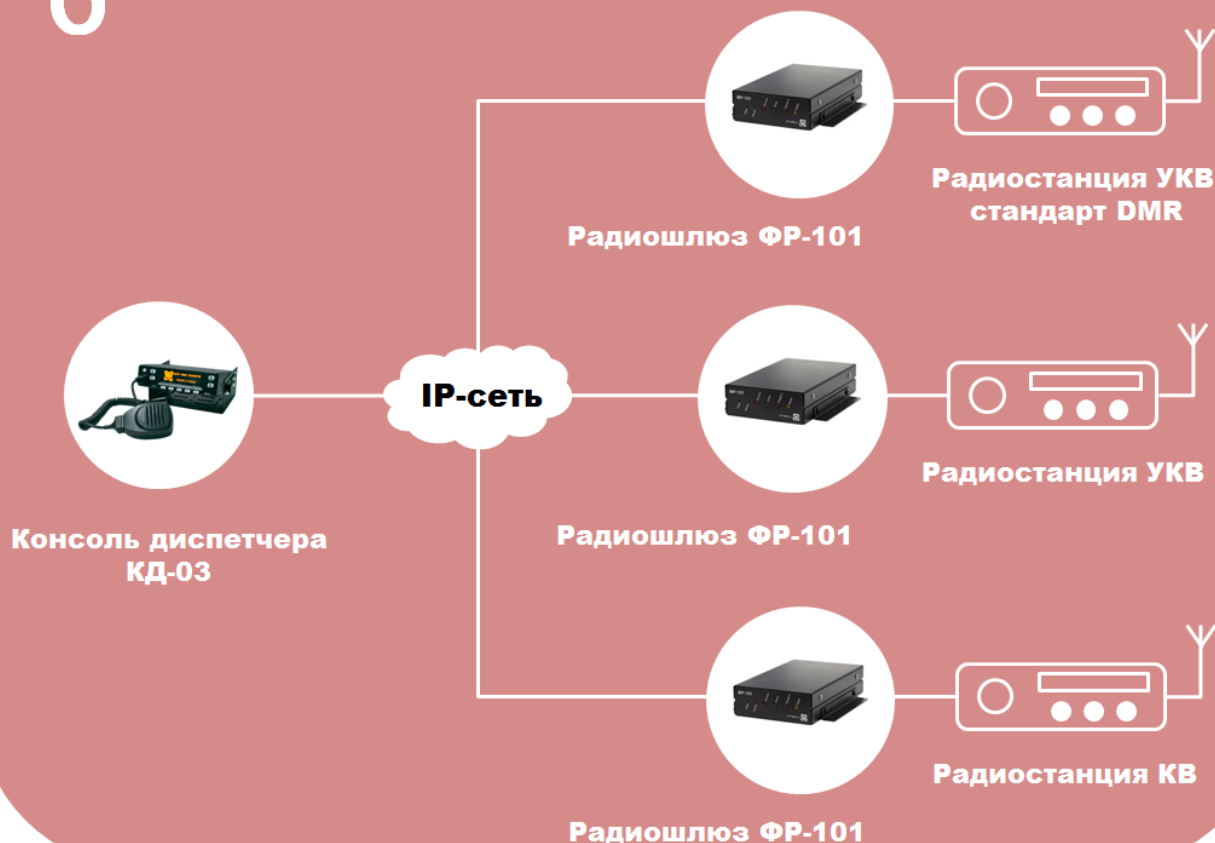 Радиостанция УКВ
стандарт DMR
Радиошлюз ФР-101
IP-сеть
Радиостанция УКВ
Консоль диспетчера
КД-03
Радиошлюз ФР-101
Радиостанция КВ
Радиошлюз ФР-101